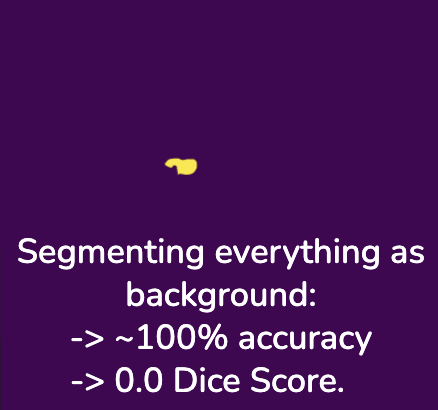 Segmenting everything as
background:
-> ~100% accuracy
-> 0.0 Dice Score.